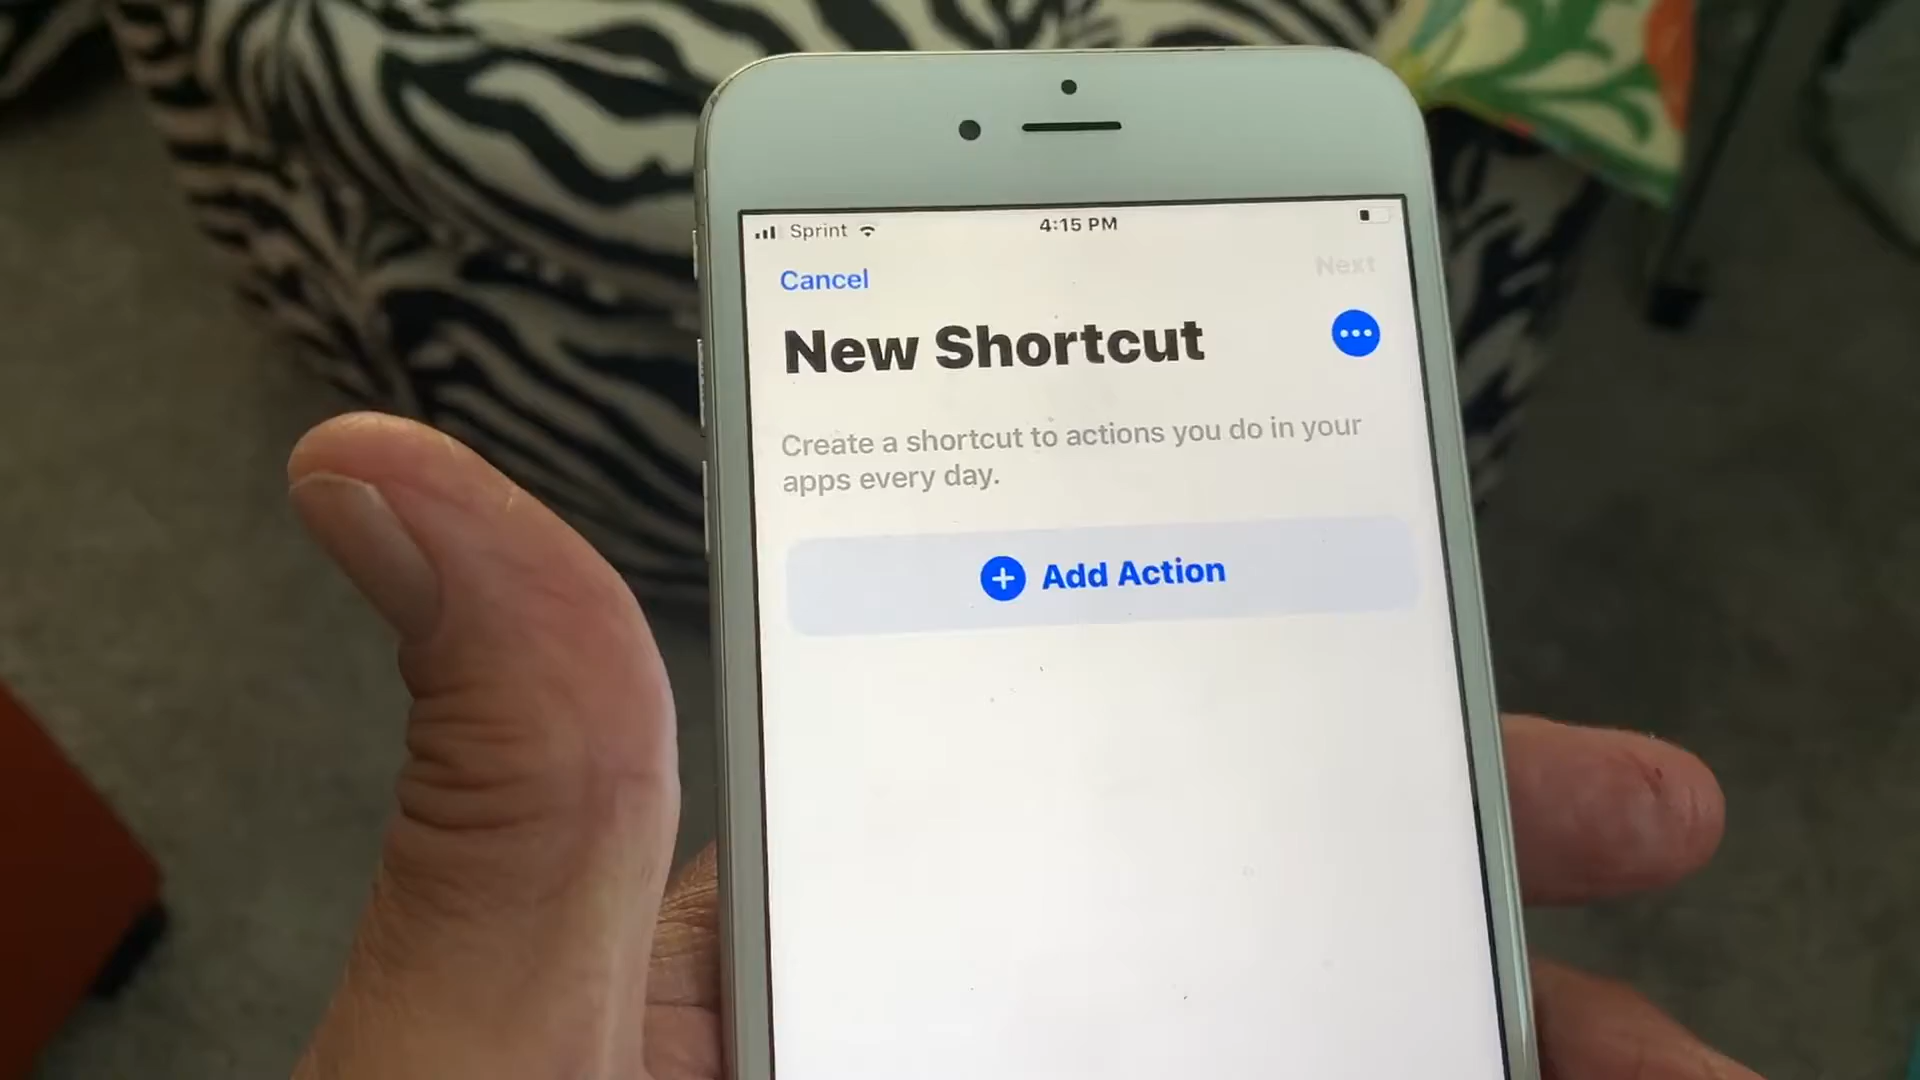 Sprint
4:15 PM
Cancel
Next
New Shortcut
Create a shortcut to actions you do in your
apps every day.
Add Action